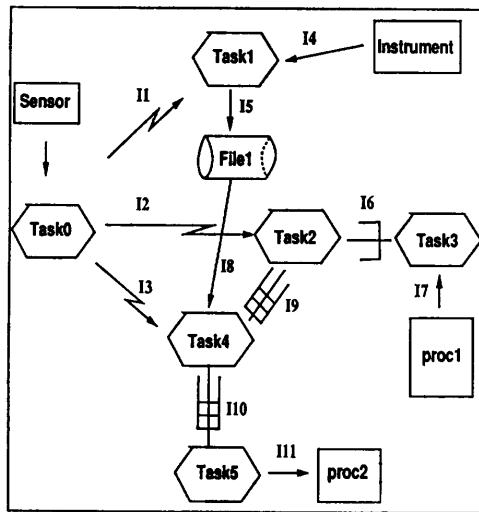 I4
Task1
Instrument
I1
Sensor
I5
File1
I2
I6
Task0
Task2
Task3
I8
I3
I9
I7
Task4
proc1
I10
I11
Task5
proc2